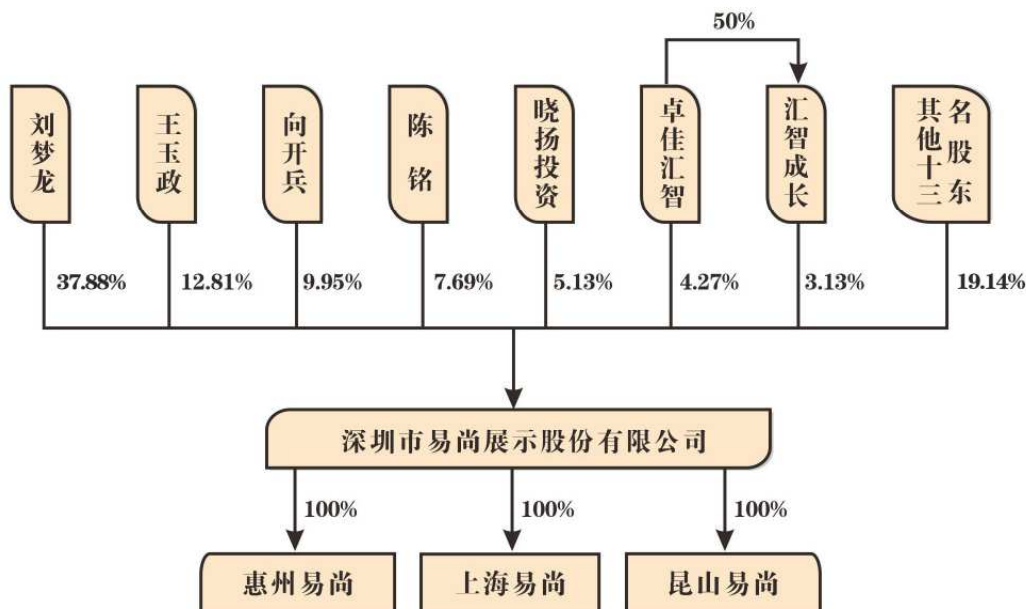 50%
刘梦龙
王玉政
向开兵
陈铭
晓扬投资
卓佳汇智
汇智成长
其他十三
名股东
37.88%
12.81%
9.95%
7.69%
5.13%
4.27%
3.13%
19.14%
深圳市易尚展示股份有限公司
100%
100%
100%
惠州易尚
上海易尚
昆山易尚